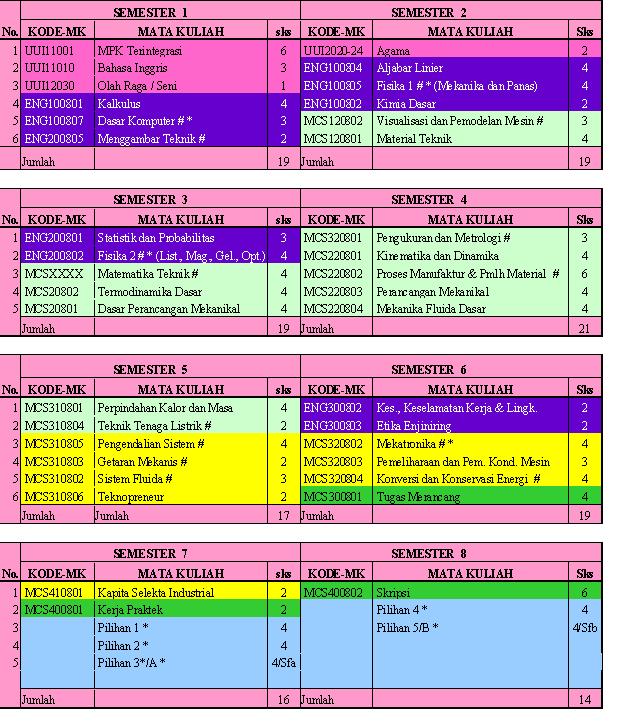 SEMESTER 1 SEMESTER 2
No. KODE-MK MATA KULIAH sks KODE-MK MATA KULIAH Sks
1 UUI11001 MPK Terintegrasi 6 UUI2020-24 Agama 2
2 UUI11010 Bahasa Inggris 3 ENG100804 Aljabar Linier 4
3 UUI12030 Olah Raga / Seni 1 ENG100805 Fisika 1 # * (Mekanika dan Panas) 4
4 ENG100801 Kalkulus 4 ENG100802 Kimia Dasar 2
5 ENG100807 Dasar Komputer # * 3 MCS120802 Visualisasi dan Pemodelan Mesin # 3
6 ENG200805 Menggambar Teknik # 2 MCS120801 Material Teknik 4
Jumlah 19 Jumlah 19
SEMESTER 3 SEMESTER 4
No. KODE-MK MATA KULIAH sks KODE-MK MATA KULIAH Sks
1 ENG200801 Statistik dan Probabilitas 3 MCS320801 Pengukuran dan Metrologi # 3
2 ENG200802 Fisika 2 # * (List., Mag., Gel., Opt.) 4 MCS220801 Kinematika dan Dinamika 4
3 MCSXXXX Matematika Teknik # 4 MCS220802 Proses Manufaktur & Pmlh Material # 6
4 MCS20802 Termodinamika Dasar 4 MCS220803 Perancangan Mekanikal 4
5 MCS20801 Dasar Perancangan Mekanikal 4 MCS220804 Mekanika Fluida Dasar 4
Jumlah 19 Jumlah 21
SEMESTER 5 SEMESTER 6
No. KODE-MK MATA KULIAH sks KODE-MK MATA KULIAH Sks
1 MCS310801 Perpindahan Kalor dan Masa 4 ENG300802 Kes., Keselamatan Kerja & Lingk. 2
2 MCS310804 Teknik Tenaga Listrik # 2 ENG300803 Etika Enjiniring 2
3 MCS310805 Pengendalian Sistem # 4 MCS320802 Mekatronika # * 4
4 MCS310803 Getaran Mekanis # 2 MCS320803 Pemeliharaan dan Pem. Kond. Mesin 3
5 MCS310802 Sistem Fluida # 3 MCS320804 Konversi dan Konservasi Energi # 4
6 MCS310806 Teknopreneur 2 MCS300801 Tugas Merancang 4
Jumlah Jumlah 17 Jumlah 19
SEMESTER 7 SEMESTER 8
No. KODE-MK MATA KULIAH sks KODE-MK MATA KULIAH Sks
1 MCS410801 Kapita Selekta Industrial 2 MCS400802 Skripsi 6
2 MCS400801 Kerja Praktek 2 Pilihan 4 * 4
3 Pilihan 1 * 4 Pilihan 5/B * 4/Sfb
4 Pilihan 2 * 4
5 Pilihan 3*/A * 4/Sfa
Jumlah 16 Jumlah 14